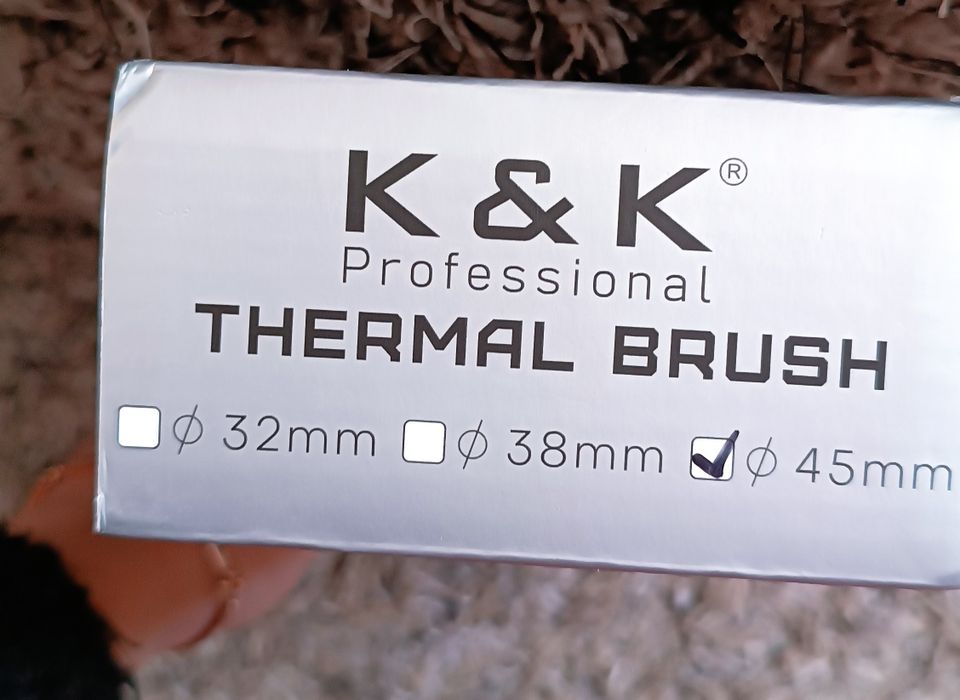 K & K®
Professional
THERMAL BRUSH
☐ ϕ 32mm ☐ ϕ 38mm ☑ ϕ 45mm